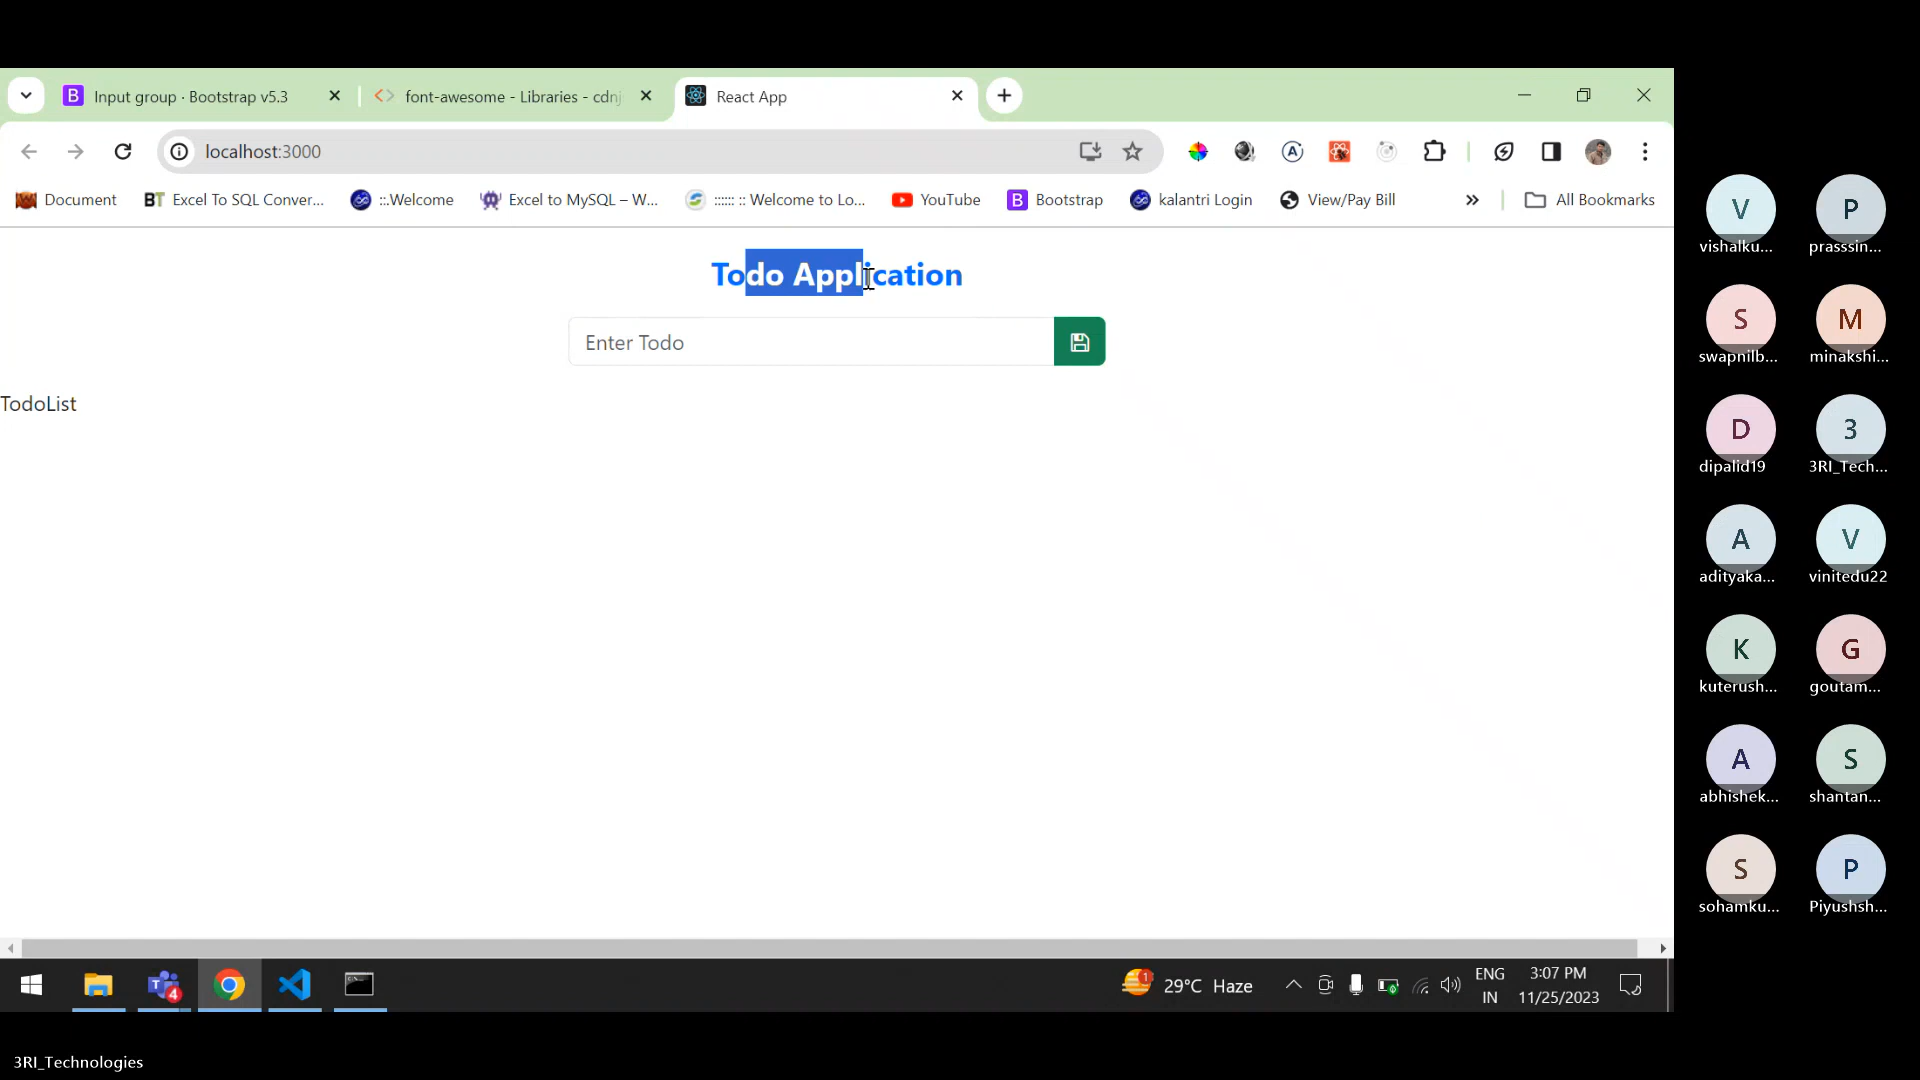 Input group · Bootstrap v5.3
font-awesome - Libraries - cdnj
React App
localhost:3000
Document
BT Excel To SQL Conver...
::.Welcome
Excel to MySQL – W...
:::::: :: Welcome to Lo...
YouTube
B Bootstrap
kalantri Login
View/Pay Bill
»
All Bookmarks
Todo Application
Enter Todo
TodoList
V
vishalku...
P
prasssin...
S
swapnilb...
M
minakshi...
D
dipalid19
3
3RI_Tech...
A
adityaka...
V
vinitedu22
K
kuterush...
G
goutam...
A
abhishek...
S
shantan...
S
sohamku...
P
Piyushsh...
4
1
29°C Haze
ENG
IN
3:07 PM
11/25/2023
3RI_Technologies